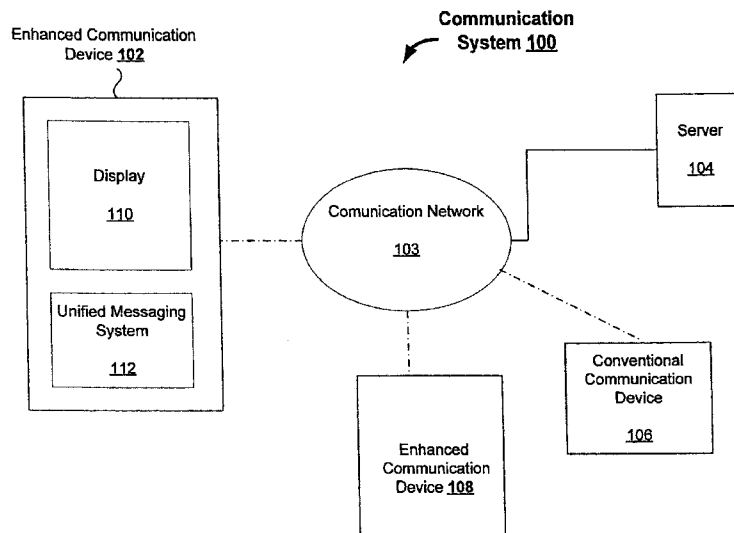 Communication
System 100
Enhanced Communication
Device 102
Display
110
Unified Messaging
System
112
Comunication Network
103
Server
104
Conventional
Communication
Device
106
Enhanced
Communication
Device 108